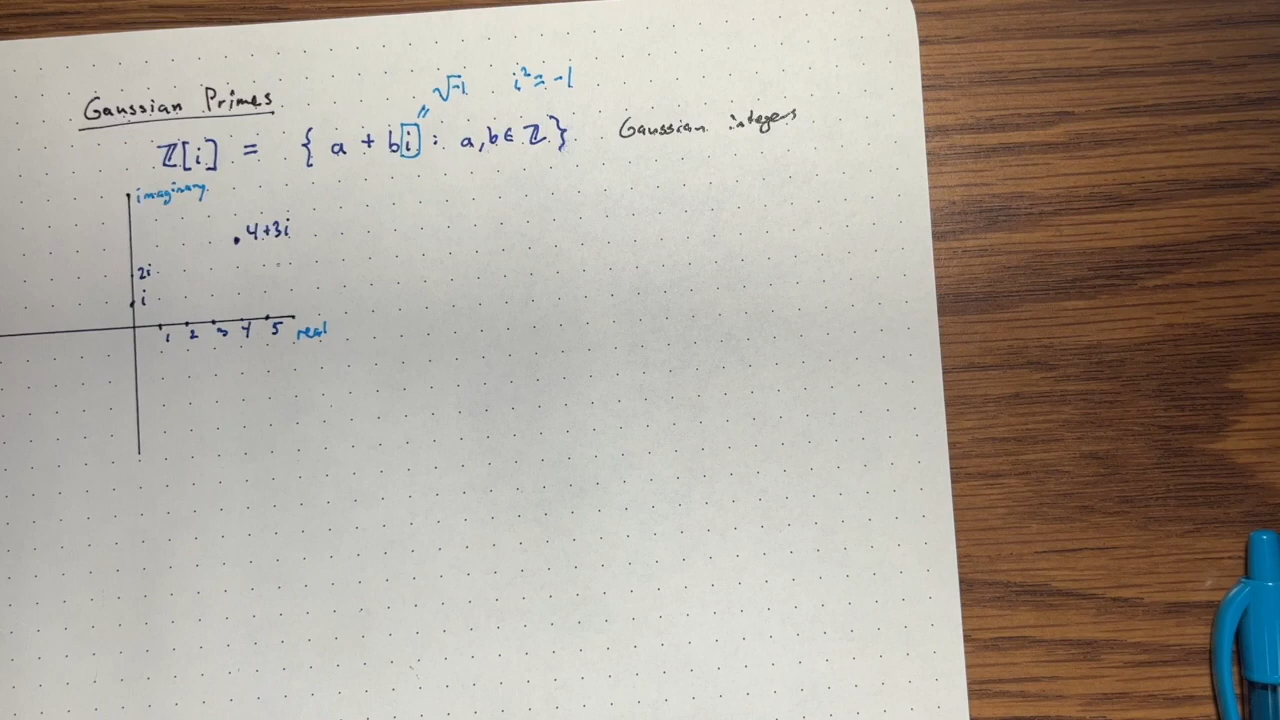 √-1 i² = -1
Gaussian Primes
ℤ[i] = { a + bi : a, b ∈ ℤ } Gaussian integers
imaginary
4+3i
2i
i
1 2 3 4 5 real